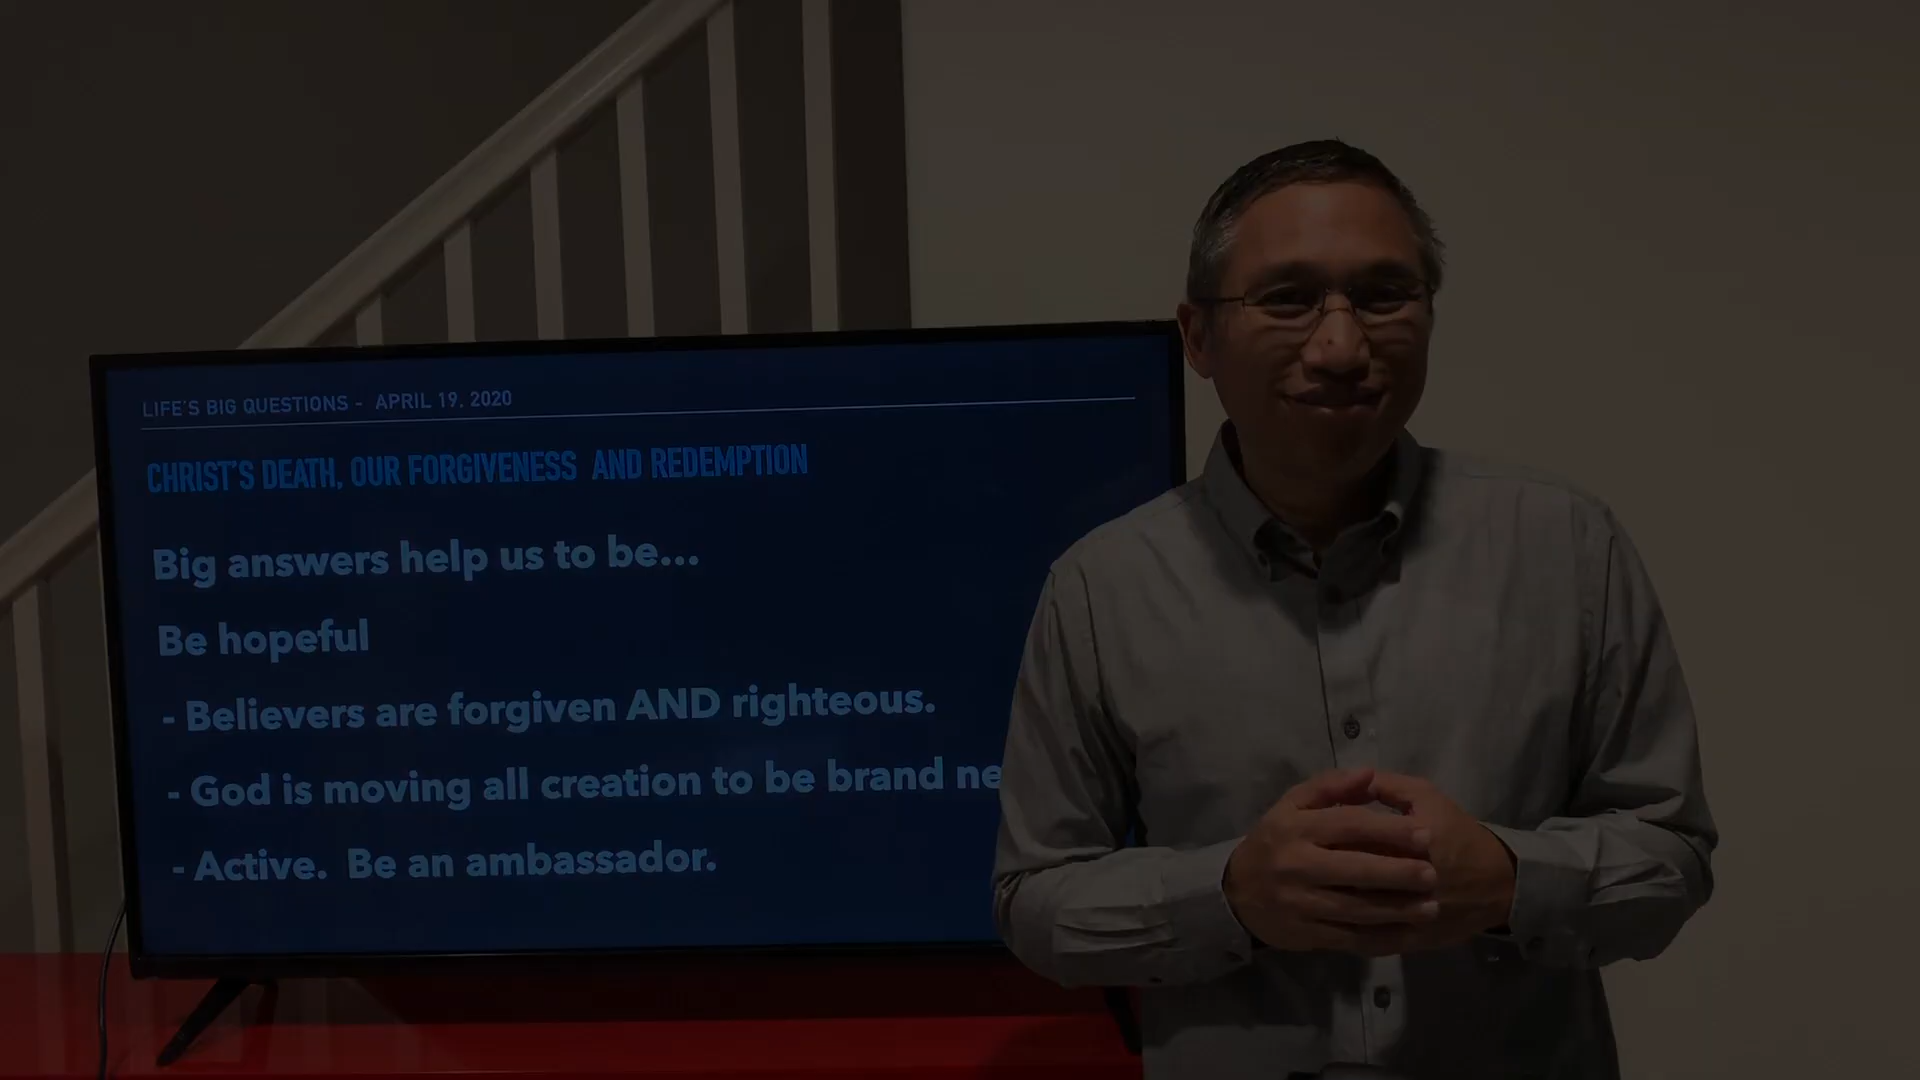 LIFE'S BIG QUESTIONS - APRIL 19, 2020
CHRIST'S DEATH, OUR FORGIVENESS AND REDEMPTION
Big answers help us to be...
Be hopeful
- Believers are forgiven AND righteous.
- God is moving all creation to be brand ne
- Active. Be an ambassador.